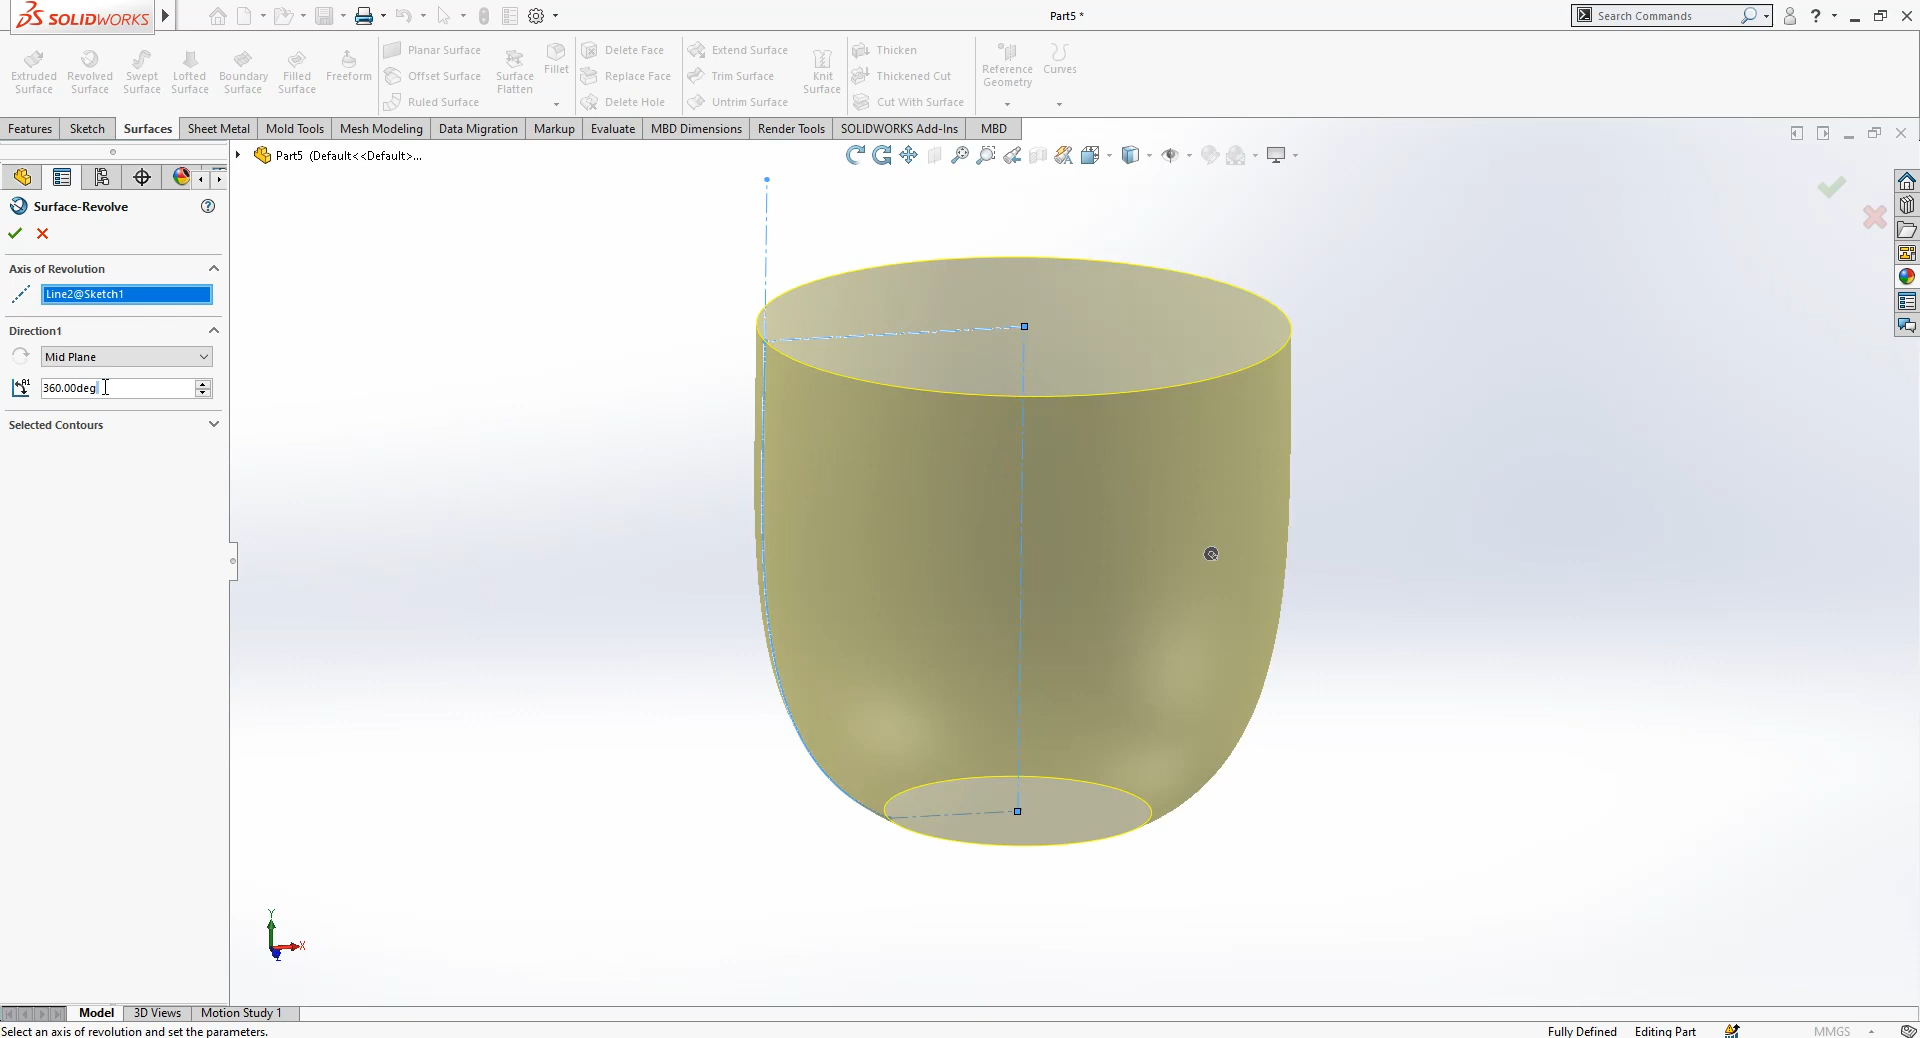 SOLIDWORKS
Part5 *
Search Commands
Extruded Surface
Revolved Surface
Swept Surface
Lofted Surface
Boundary Surface
Filled Surface
Freeform
Planar Surface
Offset Surface
Ruled Surface
Surface Flatten
Fillet
Delete Face
Replace Face
Delete Hole
Extend Surface
Trim Surface
Untrim Surface
Knit Surface
Thicken
Thickened Cut
Cut With Surface
Reference Geometry
Curves
Features
Sketch
Surfaces
Sheet Metal
Mold Tools
Mesh Modeling
Data Migration
Markup
Evaluate
MBD Dimensions
Render Tools
SOLIDWORKS Add-Ins
MBD
Part5 (Default<<Default>...
Surface-Revolve
Axis of Revolution
Line2@Sketch1
Direction1
Mid Plane
360.00deg
Selected Contours
Y
X
Z
Model
3D Views
Motion Study 1
Select an axis of revolution and set the parameters.
Fully Defined
Editing Part
MMGS